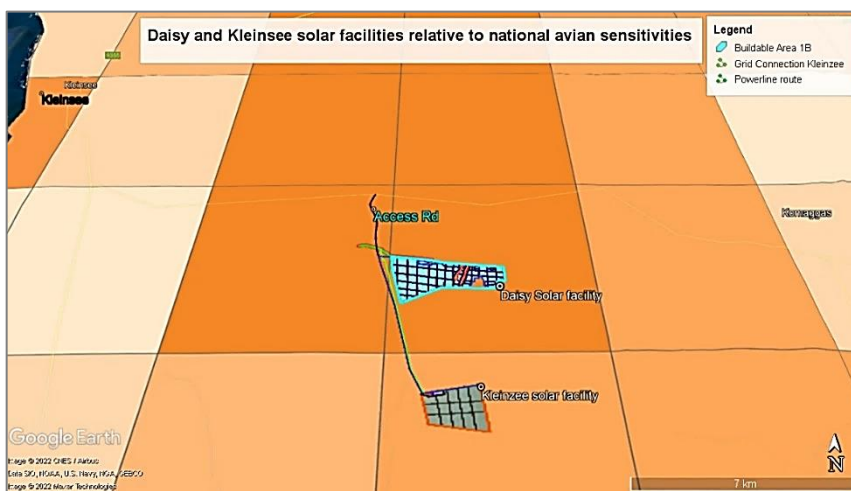 Daisy and Kleinsee solar facilities relative to national avian sensitivities
Legend
Buildable Area 1B
Grid Connection Kleinzee
Powerline route
Kleinsee
Kleinsee
Komaggas
Access Rd
Daisy Solar facility
Kleinzee solar facility
Google Earth
Image © 2022 CNES / Airbus
Data SIO, NOAA, U.S. Navy, NGA, GEBCO
Image © 2022 Maxar Technologies
N
7 km